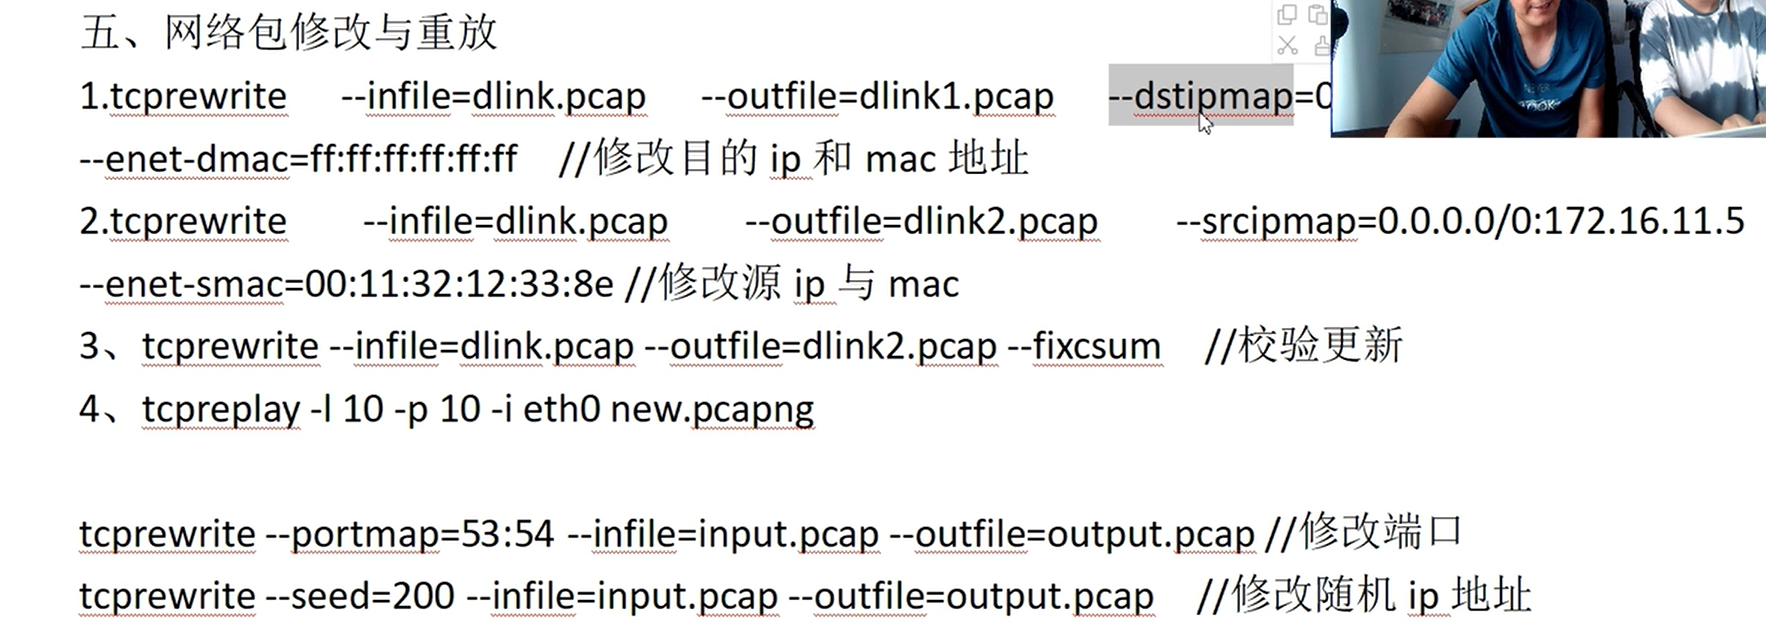 五、网络包修改与重放
1.tcprewrite --infile=dlink.pcap --outfile=dlink1.pcap --dstipmap=0
--enet-dmac=ff:ff:ff:ff:ff:ff //修改目的 ip 和 mac 地址
2.tcprewrite --infile=dlink.pcap --outfile=dlink2.pcap --srcipmap=0.0.0.0/0:172.16.11.5
--enet-smac=00:11:32:12:33:8e //修改源 ip 与 mac
3、tcprewrite --infile=dlink.pcap --outfile=dlink2.pcap --fixcsum //校验更新
4、tcpreplay -l 10 -p 10 -i eth0 new.pcapng
tcprewrite --portmap=53:54 --infile=input.pcap --outfile=output.pcap //修改端口
tcprewrite --seed=200 --infile=input.pcap --outfile=output.pcap //修改随机 ip 地址